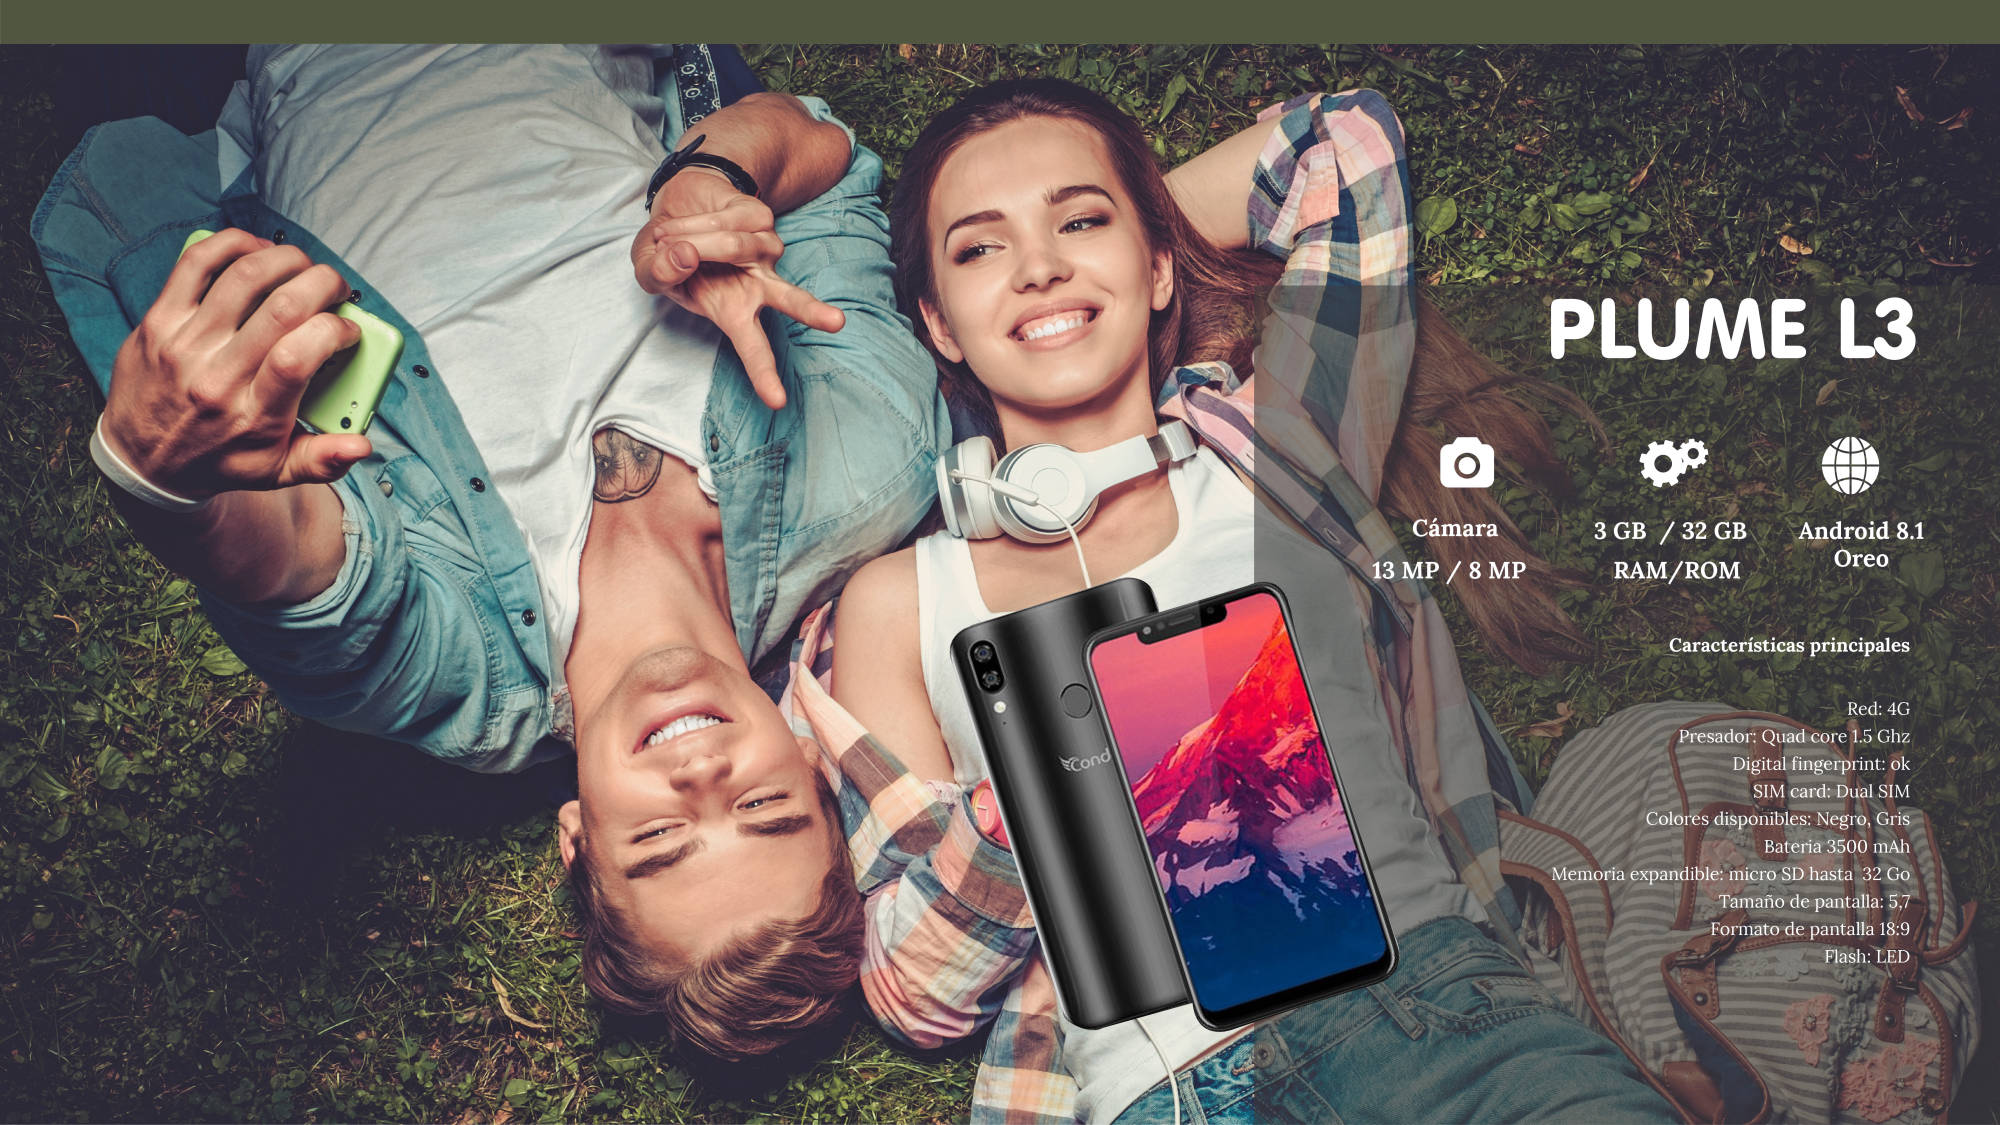 PLUME L3
Cámara
13 MP / 8 MP
3 GB / 32 GB
RAM/ROM
Android 8.1
Oreo
Características principales
Red: 4G
Presador: Quad core 1.5 Ghz
Digital fingerprint: ok
SIM card: Dual SIM
Colores disponibles: Negro, Gris
Bateria 3500 mAh
Memoria expandible: micro SD hasta 32 Go
Tamaño de pantalla: 5,7
Formato de pantalla 18:9
Flash: LED
Cond